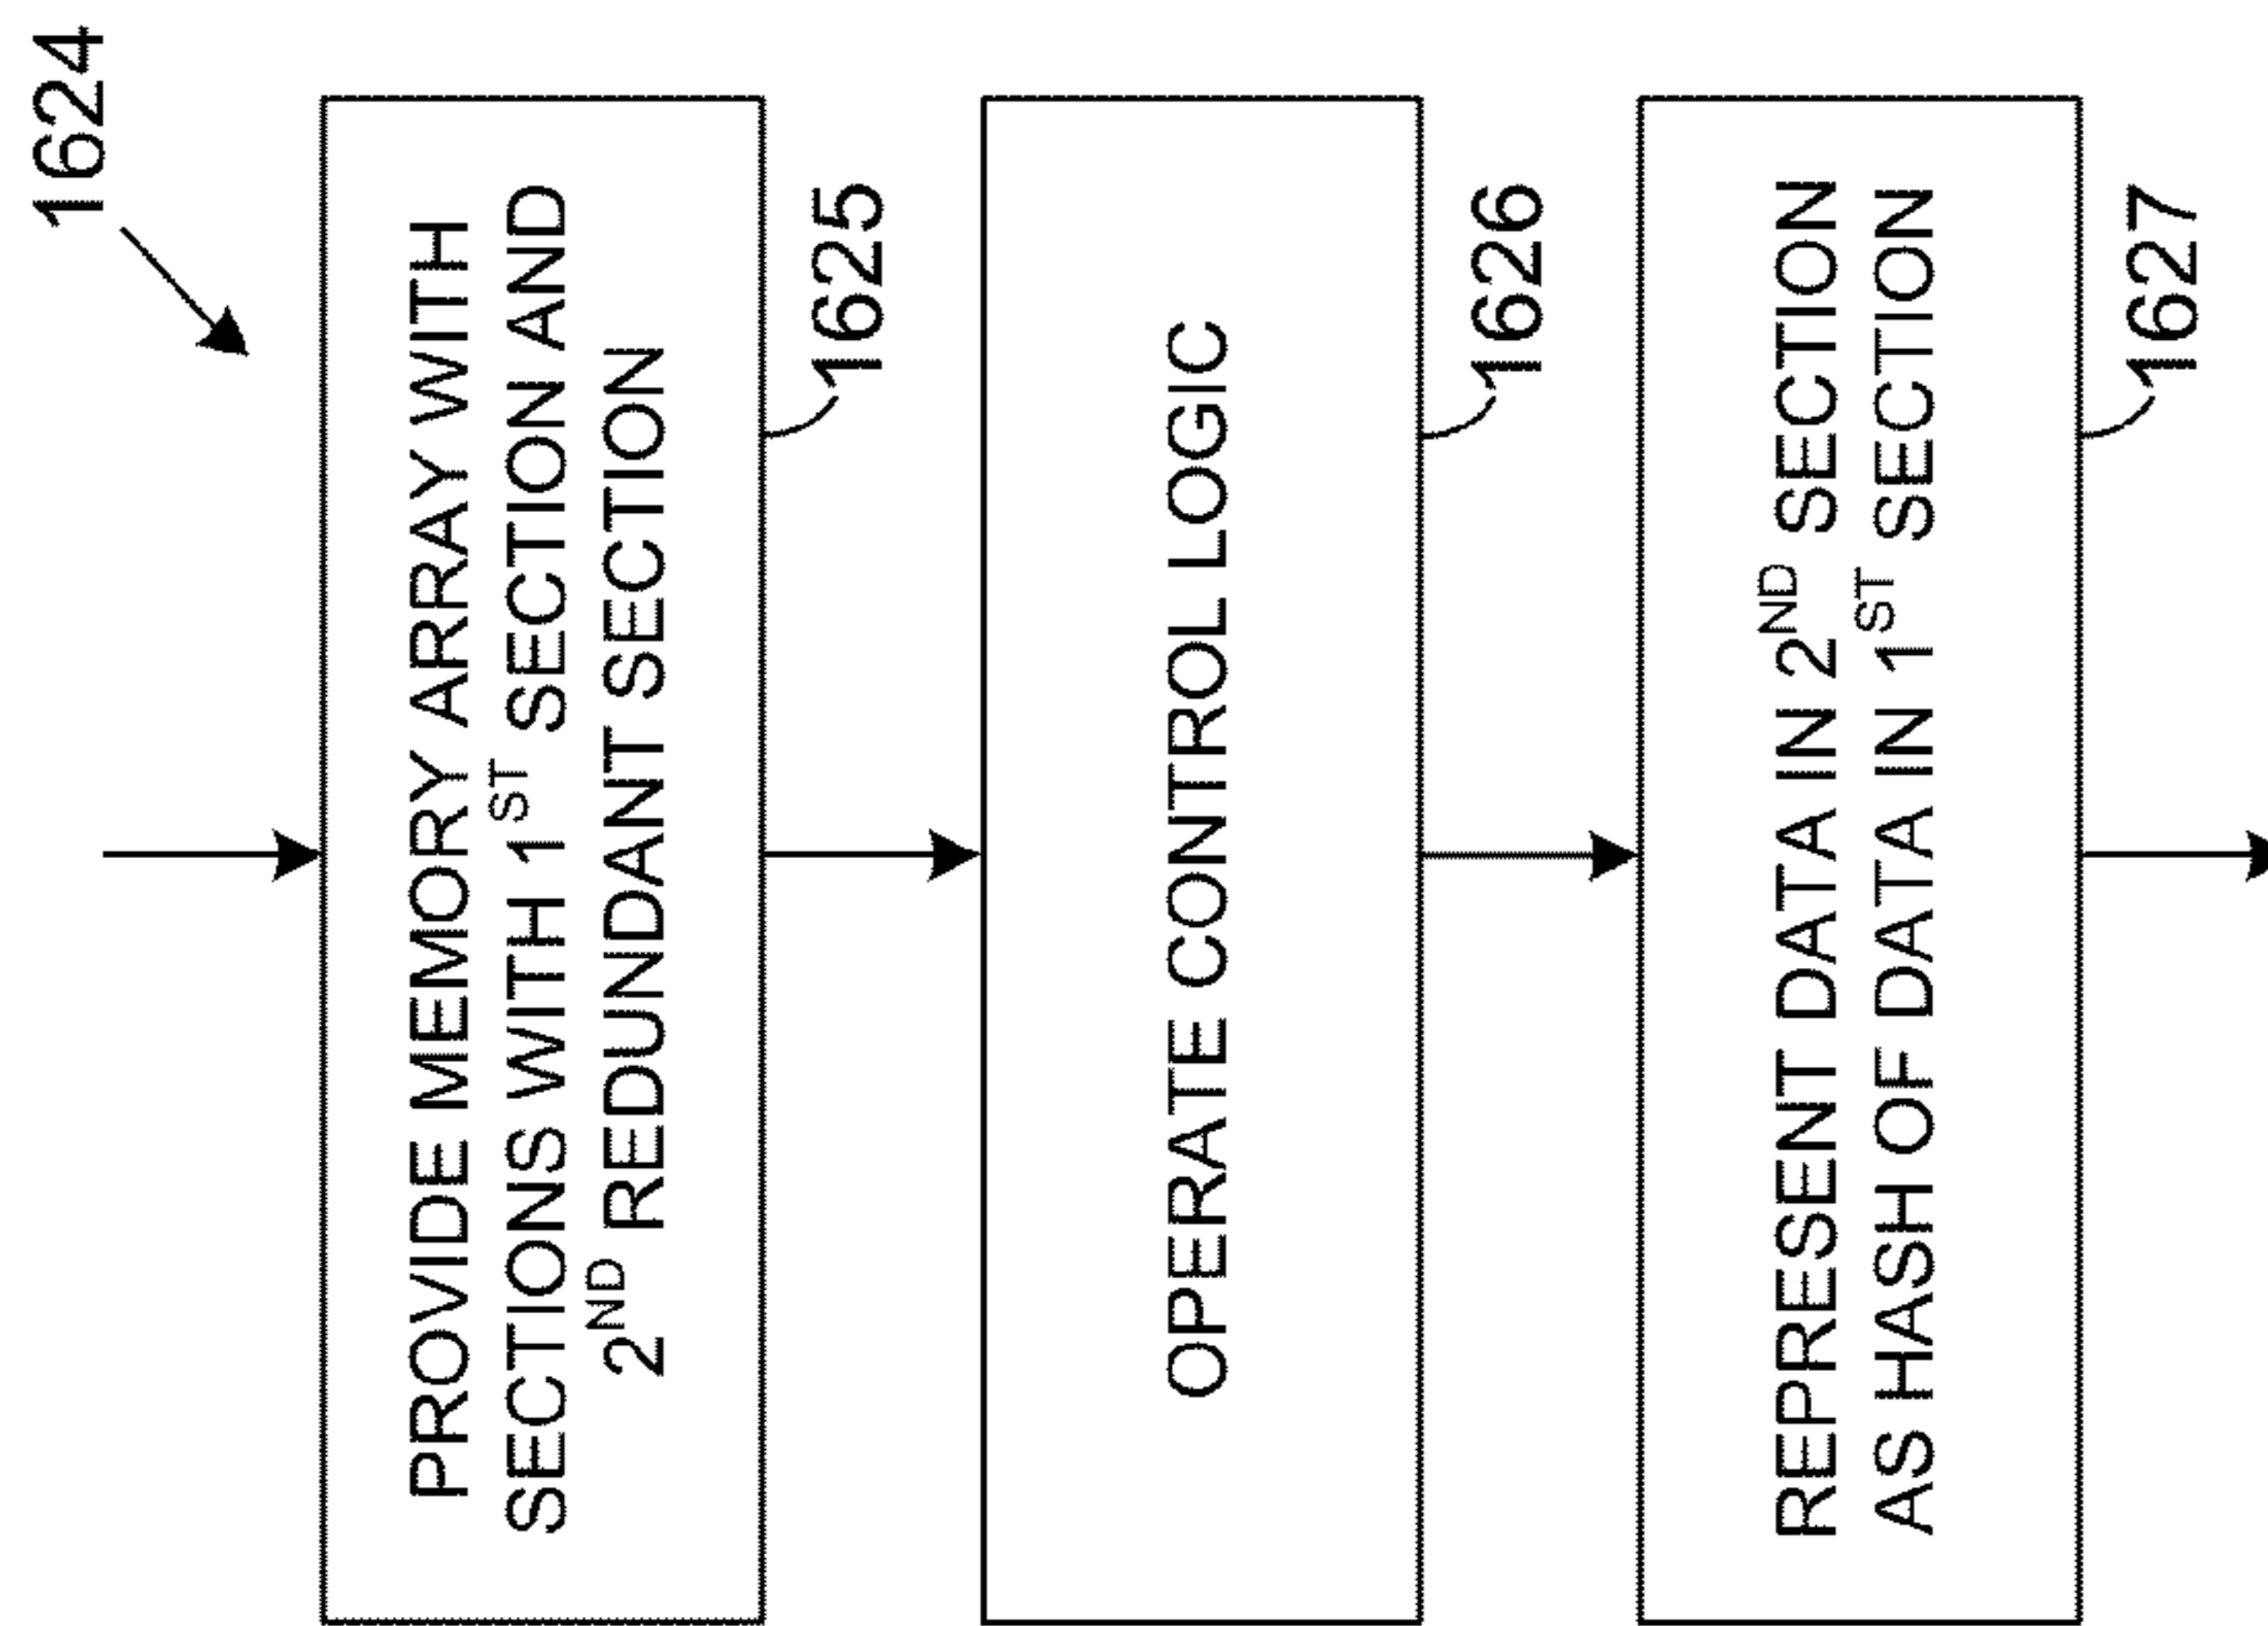 1624
PROVIDE MEMORY ARRAY WITH
SECTIONS WITH 1ST SECTION AND
2ND REDUNDANT SECTION
1625
OPERATE CONTROL LOGIC
1626
REPRESENT DATA IN 2ND SECTION
AS HASH OF DATA IN 1ST SECTION
1627